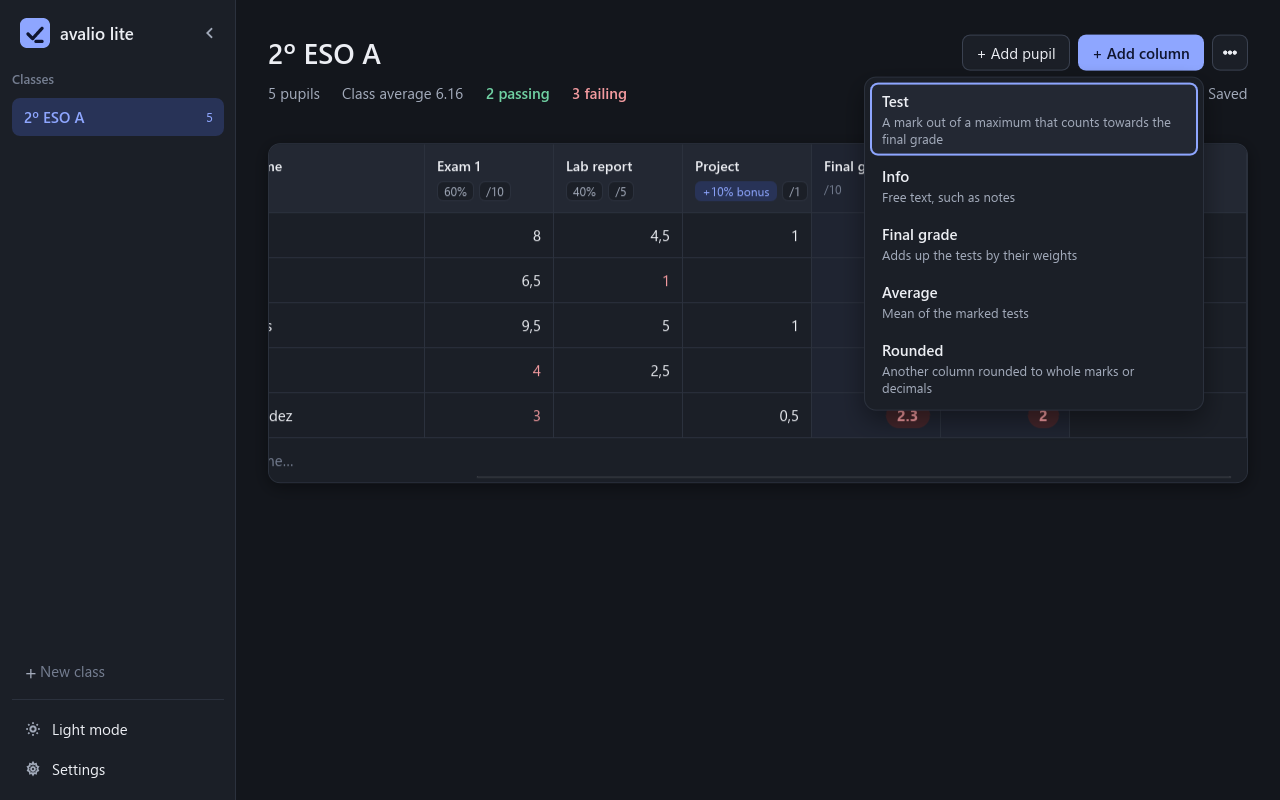 avalio lite
Classes
2º ESO A 5
+ New class
Light mode
Settings
2º ESO A
+ Add pupil
+ Add column
•••
5 pupils Class average 6.16 2 passing 3 failing
Saved
Test
A mark out of a maximum that counts towards the
final grade
Info
Free text, such as notes
Final grade
Adds up the tests by their weights
Average
Mean of the marked tests
Rounded
Another column rounded to whole marks or
decimals
me Exam 1 Lab report Project Final g
60% /10 40% /5 +10% bonus /1 /10
8 4,5 1
6,5 1
s 9,5 5 1
4 2,5
dez 3 0,5 2.3 2
ne...